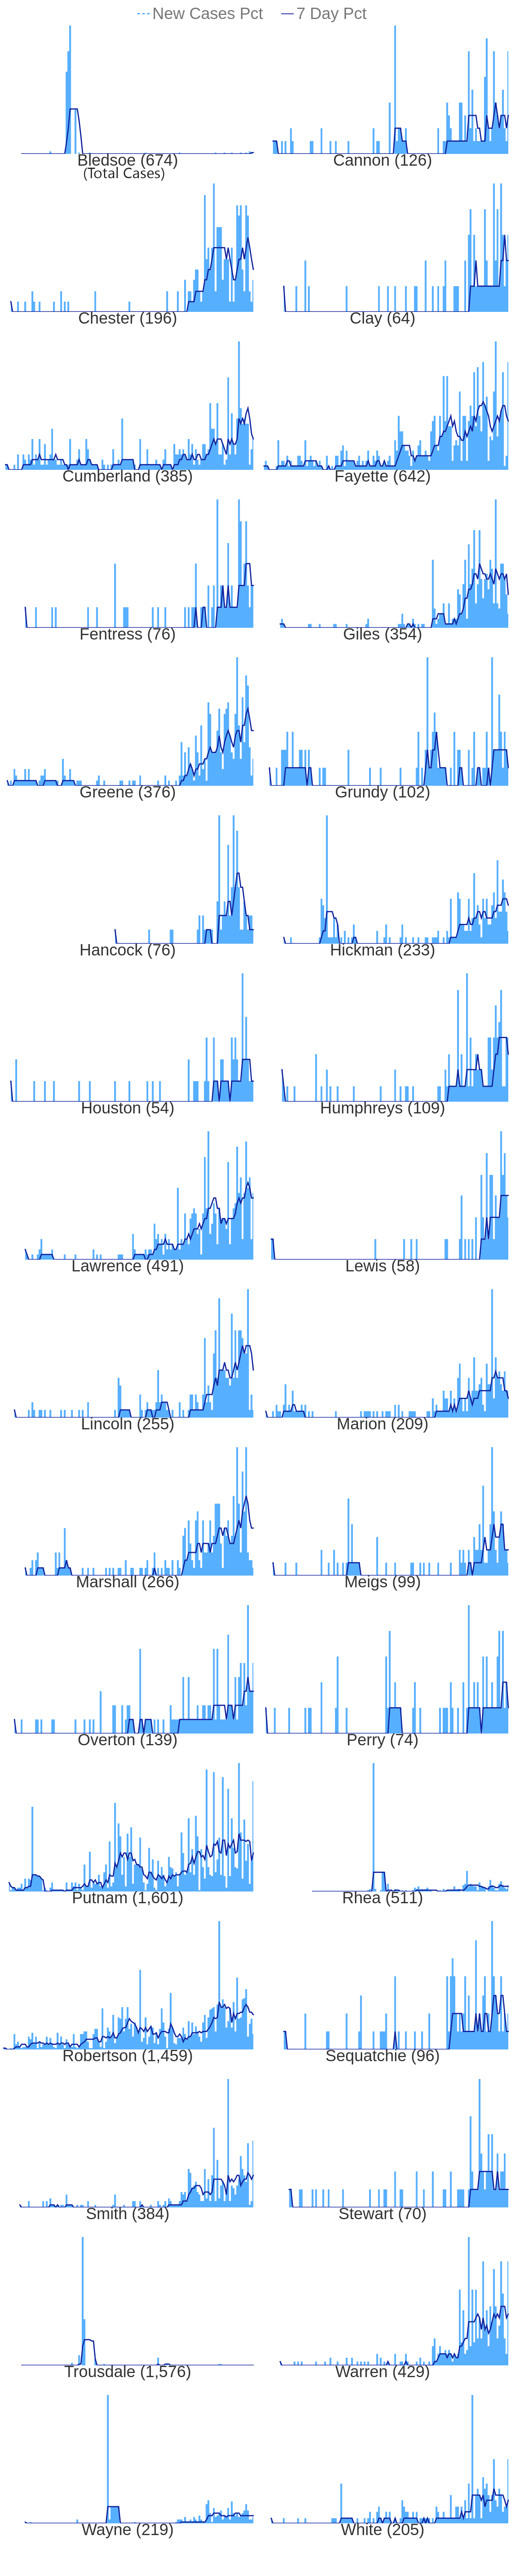 New Cases Pct 7 Day Pct
Bledsoe (674) Cannon (126)
(Total Cases)
Chester (196) Clay (64)
Cumberland (385) Fayette (642)
Fentress (76) Giles (354)
Greene (376) Grundy (102)
Hancock (76) Hickman (233)
Houston (54) Humphreys (109)
Lawrence (491) Lewis (58)
Lincoln (255) Marion (209)
Marshall (266) Meigs (99)
Overton (139) Perry (74)
Putnam (1,601) Rhea (511)
Robertson (1,459) Sequatchie (96)
Smith (384) Stewart (70)
Trousdale (1,576) Warren (429)
Wayne (219) White (205)